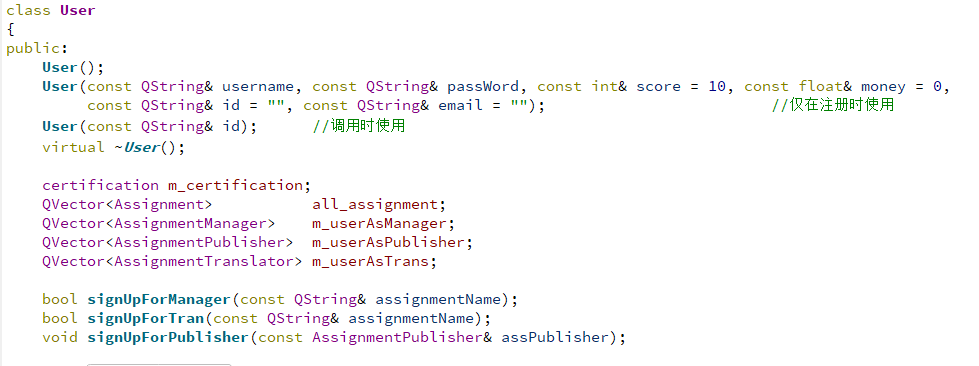 class User
{
public:
    User();
    User(const QString& username, const QString& passWord, const int& score = 10, const float& money = 0,
         const QString& id = "", const QString& email = "");                         //仅在注册时使用
    User(const QString& id);      //调用时使用
    virtual ~User();

    certification m_certification;
    QVector<Assignment>           all_assignment;
    QVector<AssignmentManager>    m_userAsManager;
    QVector<AssignmentPublisher>  m_userAsPublisher;
    QVector<AssignmentTranslator> m_userAsTrans;

    bool signUpForManager(const QString& assignmentName);
    bool signUpForTran(const QString& assignmentName);
    void signUpForPublisher(const AssignmentPublisher& assPublisher);